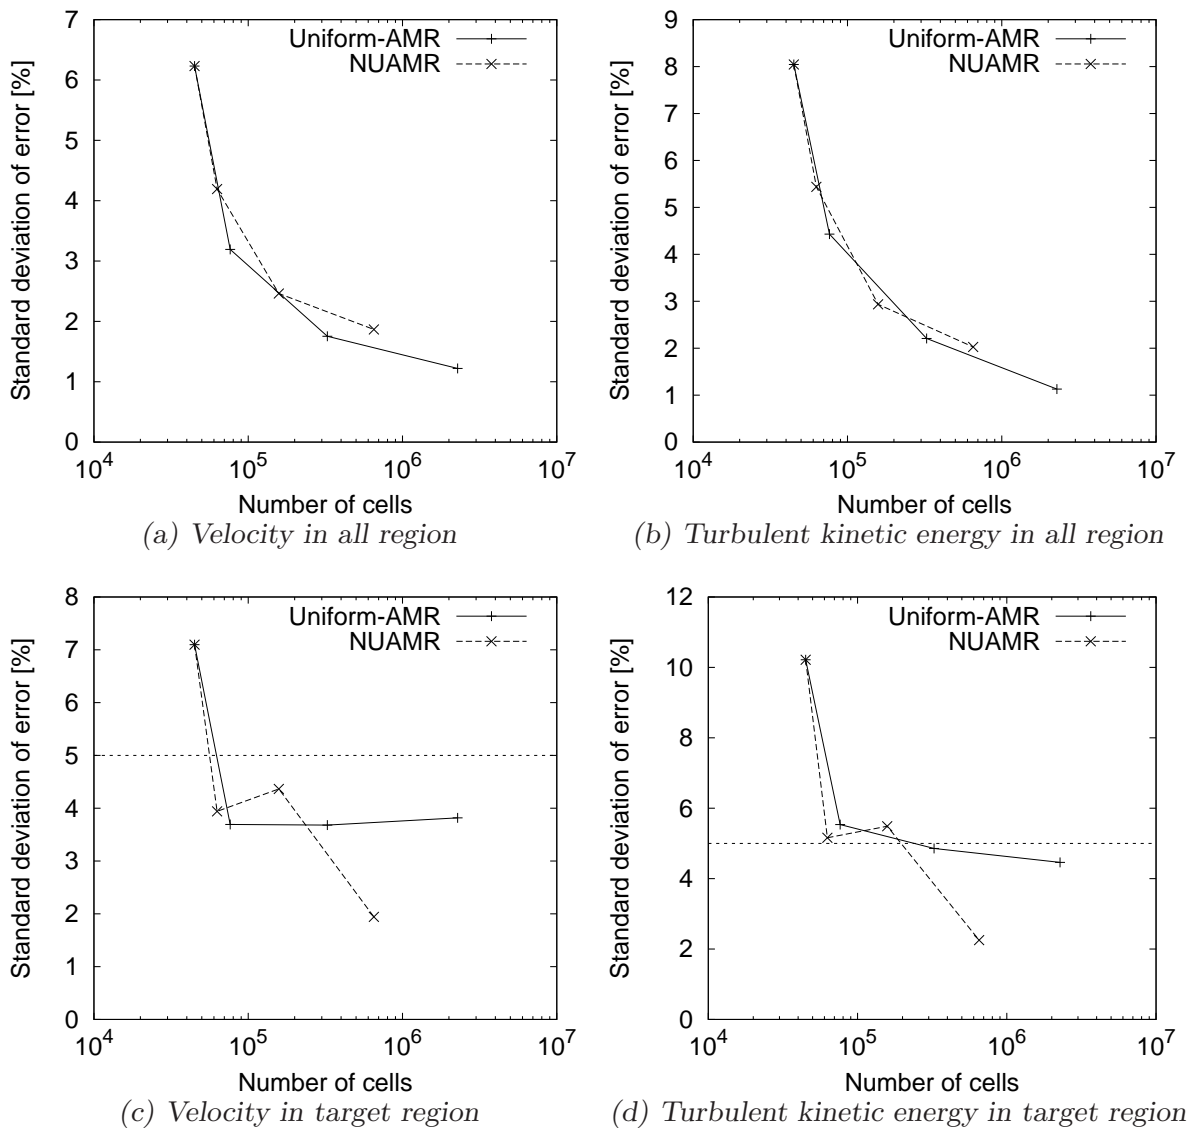 Standard deviation of error [%]
7
6
5
4
3
2
1
0
Uniform-AMR
NUAMR
10^4
10^5
10^6
10^7
Number of cells
(a) Velocity in all region
Standard deviation of error [%]
9
8
7
6
5
4
3
2
1
0
Uniform-AMR
NUAMR
10^4
10^5
10^6
10^7
Number of cells
(b) Turbulent kinetic energy in all region
Standard deviation of error [%]
8
7
6
5
4
3
2
1
0
Uniform-AMR
NUAMR
10^4
10^5
10^6
10^7
Number of cells
(c) Velocity in target region
Standard deviation of error [%]
12
10
8
6
4
2
0
Uniform-AMR
NUAMR
10^4
10^5
10^6
10^7
Number of cells
(d) Turbulent kinetic energy in target region